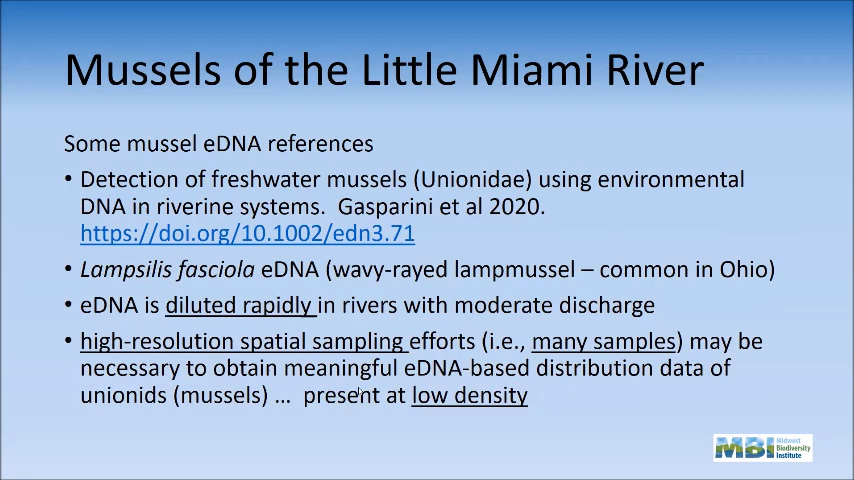 Mussels of the Little Miami River
Some mussel eDNA references
• Detection of freshwater mussels (Unionidae) using environmental
DNA in riverine systems.  Gasparini et al 2020.
https://doi.org/10.1002/edn3.71
• Lampsilis fasciola eDNA (wavy-rayed lampmussel – common in Ohio)
• eDNA is diluted rapidly in rivers with moderate discharge
• high-resolution spatial sampling efforts (i.e., many samples) may be
necessary to obtain meaningful eDNA-based distribution data of
unionids (mussels) …  present at low density
MBI
Midwest
Biodiversity
Institute